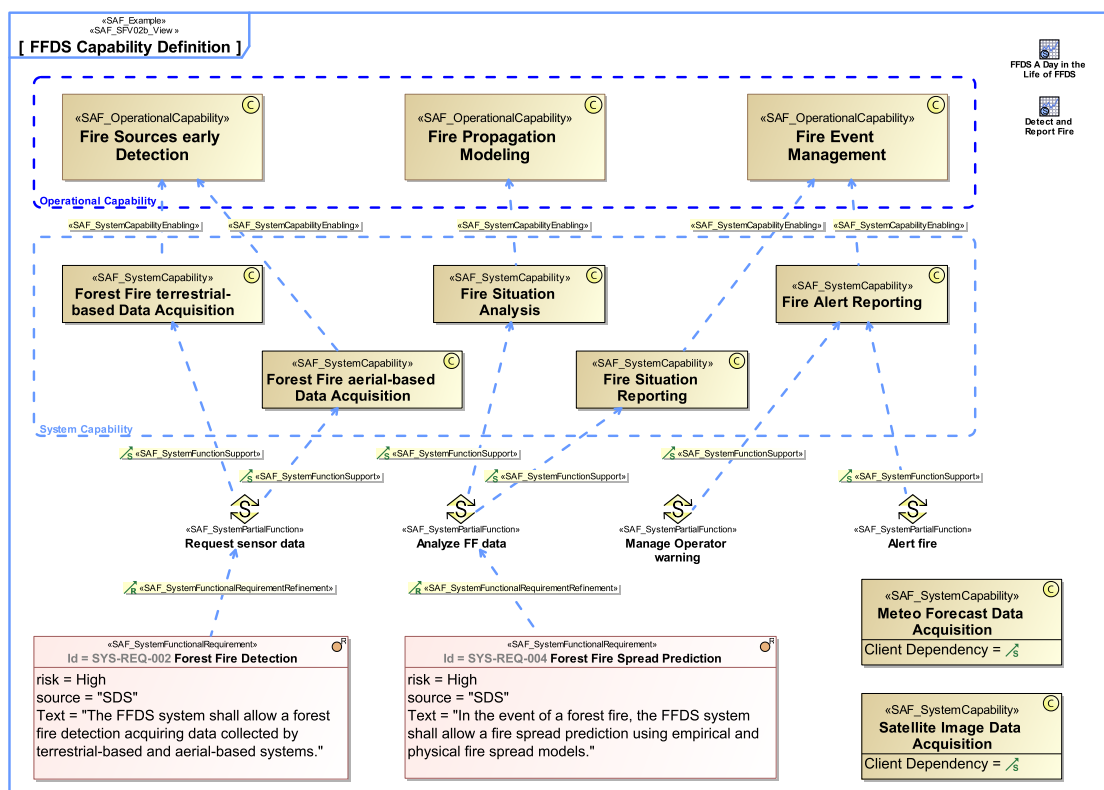 «SAF_Example»
«SAF_SFV02b_View »
[ FFDS Capability Definition ]
FFDS A Day in the
Life of FFDS
Detect and
Report Fire
«SAF_OperationalCapability»
Fire Sources early
Detection
C
«SAF_OperationalCapability»
Fire Propagation
Modeling
C
«SAF_OperationalCapability»
Fire Event
Management
C
Operational Capability
«SAF_SystemCapabilityEnabling»
«SAF_SystemCapabilityEnabling»
«SAF_SystemCapabilityEnabling»
«SAF_SystemCapabilityEnabling»
«SAF_SystemCapabilityEnabling»
«SAF_SystemCapability»
Forest Fire terrestrial-
based Data Acquisition
C
«SAF_SystemCapability»
Fire Situation
Analysis
C
«SAF_SystemCapability»
Fire Alert Reporting
C
«SAF_SystemCapability»
Forest Fire aerial-based
Data Acquisition
C
«SAF_SystemCapability»
Fire Situation
Reporting
C
System Capability
S «SAF_SystemFunctionSupport»
S «SAF_SystemFunctionSupport»
S «SAF_SystemFunctionSupport»
S «SAF_SystemFunctionSupport»
S «SAF_SystemFunctionSupport»
S «SAF_SystemFunctionSupport»
S
«SAF_SystemPartialFunction»
Request sensor data
S
«SAF_SystemPartialFunction»
Analyze FF data
S
«SAF_SystemPartialFunction»
Manage Operator
warning
S
«SAF_SystemPartialFunction»
Alert fire
R «SAF_SystemFunctionalRequirementRefinement»
R «SAF_SystemFunctionalRequirementRefinement»
«SAF_SystemFunctionalRequirement»
R
Id = SYS-REQ-002 Forest Fire Detection
risk = High
source = "SDS"
Text = "The FFDS system shall allow a forest
fire detection acquiring data collected by
terrestrial-based and aerial-based systems."
«SAF_SystemFunctionalRequirement»
R
Id = SYS-REQ-004 Forest Fire Spread Prediction
risk = High
source = "SDS"
Text = "In the event of a forest fire, the FFDS system
shall allow a fire spread prediction using empirical and
physical fire spread models."
«SAF_SystemCapability»
Meteo Forecast Data
Acquisition
C
Client Dependency = S
«SAF_SystemCapability»
Satellite Image Data
Acquisition
C
Client Dependency = S